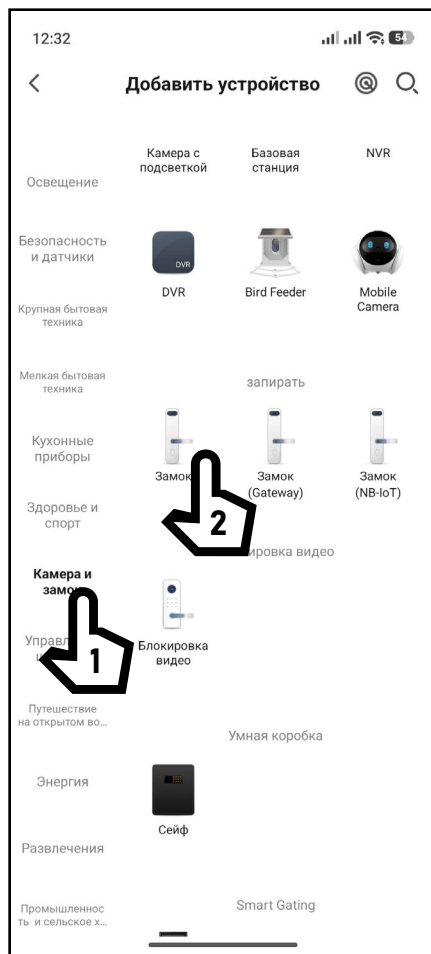 12:32
54
Добавить устройство
Камера с
подсветкой
Базовая
станция
NVR
Освещение
Безопасность
и датчики
DVR
DVR
Bird Feeder
Mobile
Camera
Крупная бытовая
техника
Мелкая бытовая
техника
запирать
Кухонные
приборы
Замок
Замок
(Gateway)
Замок
(NB-IoT)
Здоровье и
спорт
2
видео
Камера и
1
Блокировка
видео
Путешествие
на открытом во...
Умная коробка
Энергия
Сейф
Развлечения
Промышленнос
ть и сельское х...
Smart Gating